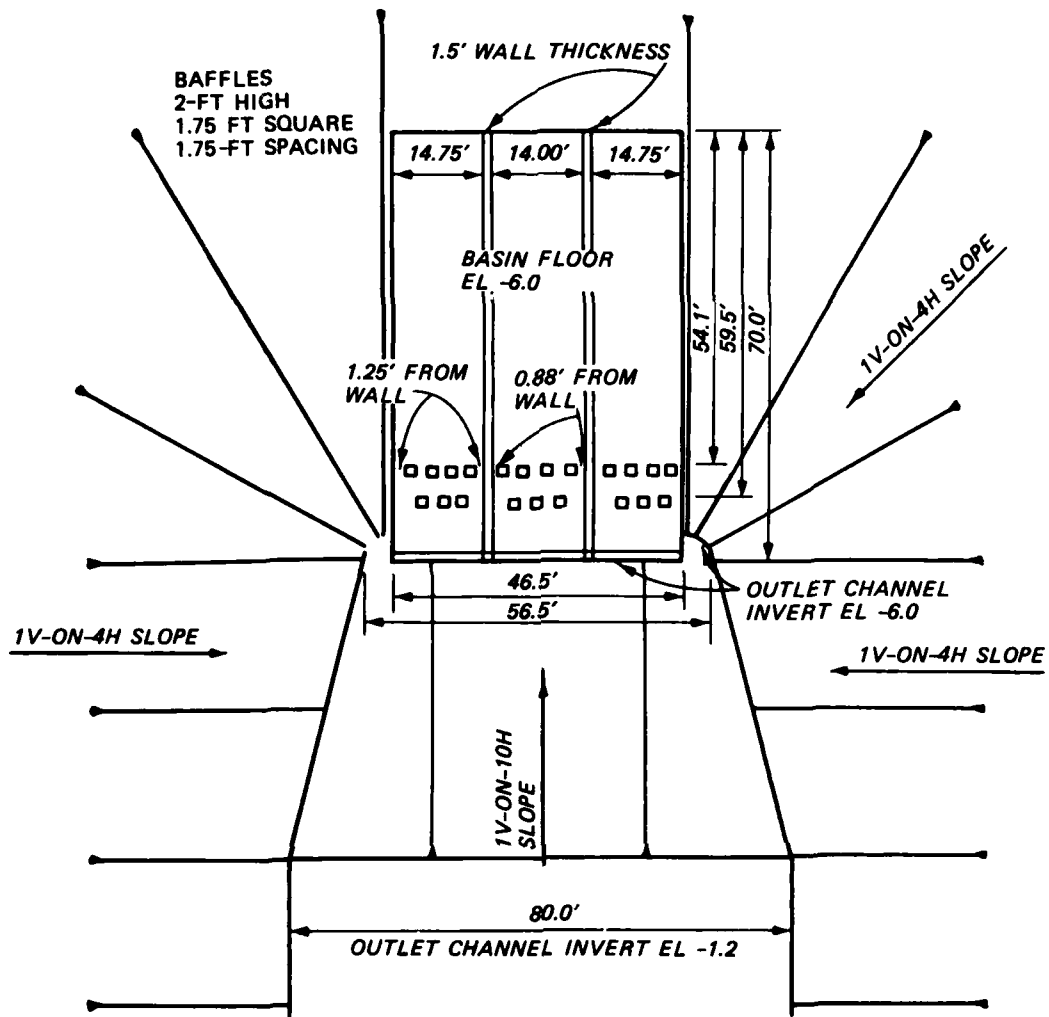 1.5' WALL THICKNESS
BAFFLES
2-FT HIGH
1.75 FT SQUARE
1.75-FT SPACING
14.75'
14.00'
14.75'
BASIN FLOOR
EL. -6.0
54.1'
59.5'
70.0'
1V-ON-4H SLOPE
1.25' FROM
WALL
0.88' FROM
WALL
46.5'
56.5'
OUTLET CHANNEL
INVERT EL -6.0
1V-ON-4H SLOPE
1V-ON-4H SLOPE
1V-ON-10H
SLOPE
80.0'
OUTLET CHANNEL INVERT EL -1.2